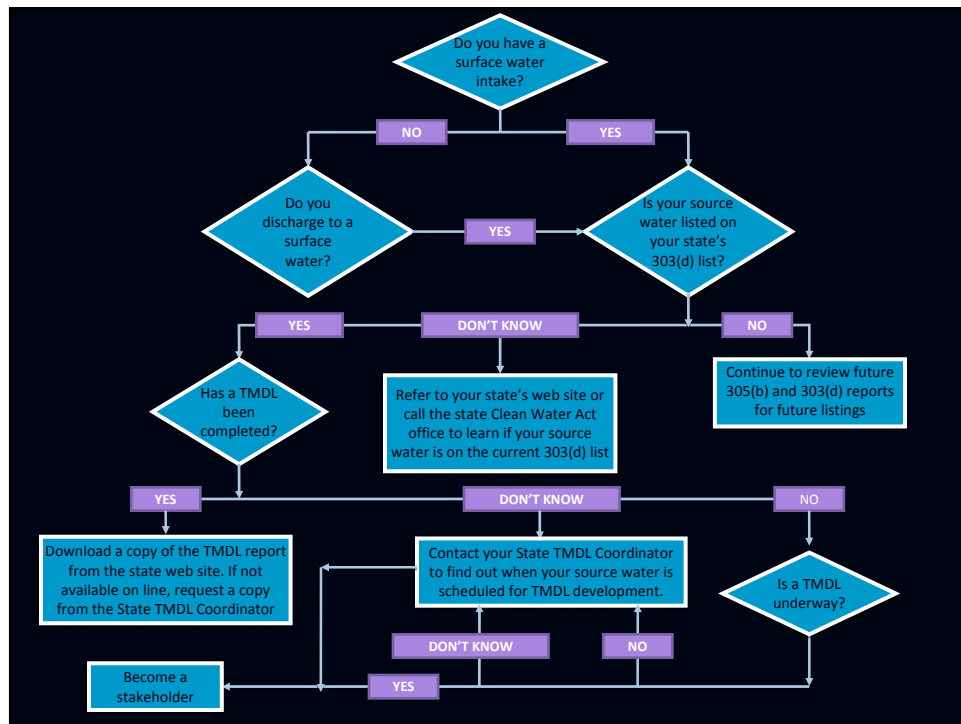 Do you have a
surface water
intake?
NO
YES
Do you
discharge to a
surface
water?
YES
Is your source
water listed on
your state’s
303(d) list?
YES
DON’T KNOW
NO
Has a TMDL
been
completed?
Refer to your state’s web site or
call the state Clean Water Act
office to learn if your source
water is on the current 303(d) list
Continue to review future
305(b) and 303(d) reports
for future listings
YES
DON’T KNOW
NO
Download a copy of the TMDL report
from the state web site. If not
available on line, request a copy
from the State TMDL Coordinator
Contact your State TMDL Coordinator
to find out when your source water is
scheduled for TMDL development.
Is a TMDL
underway?
DON’T KNOW
NO
Become a
stakeholder
YES